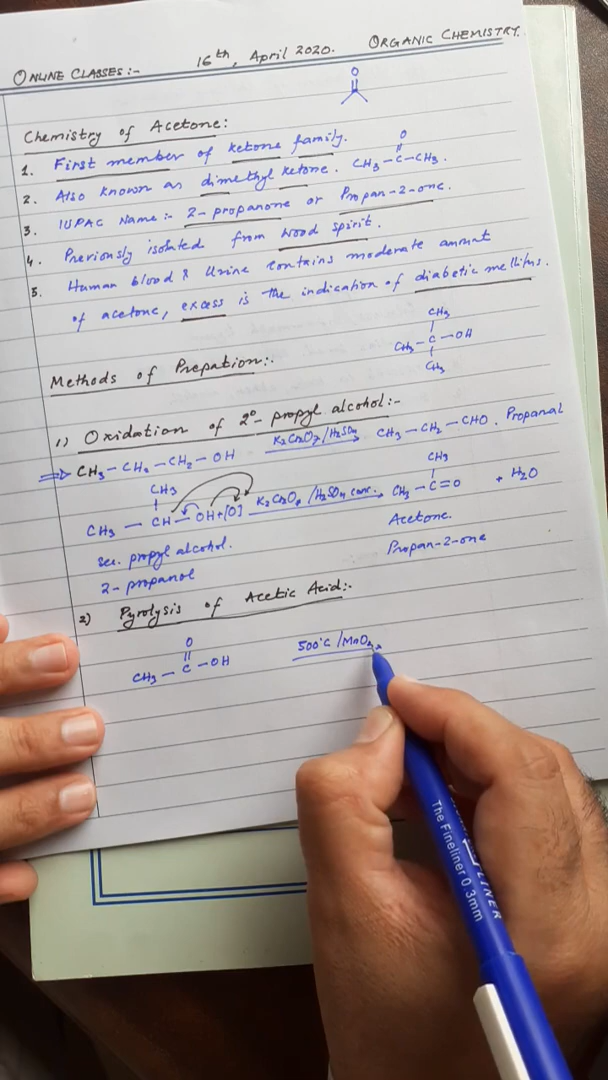 ONLINE CLASSES:- 16th, April 2020. ORGANIC CHEMISTRY.
O
Chemistry of Acetone:
1. First member of ketone family.
O
2. Also known as dimethyl ketone. CH3-C-CH3.
3. IUPAC Name:- 2-propanone or Propan-2-one.
4. Previously isolated from wood spirit.
5. Human blood & Urine contains moderate amount
of acetone, excess is the indication of diabetic mellitus.
CH3
CH3-C-OH
CH3
Methods of Prepation:-
1) Oxidation of 2°-propyl alcohol:-
⇒ CH3-CH2-CH2-OH K2Cr2O7/H2SO4 CH3-CH2-CHO. Propanal
CH3 CH3
CH3-CH-OH+[O] K2Cr2O7/H2SO4 conc. CH3-C=O + H2O
sec. propyl alcohol. Acetone.
2-propanol Propan-2-one
2) Pyrolysis of Acetic Acid:-
O
CH3-C-OH 500°C/MnO
The Fineliner 0.3mm
LINER